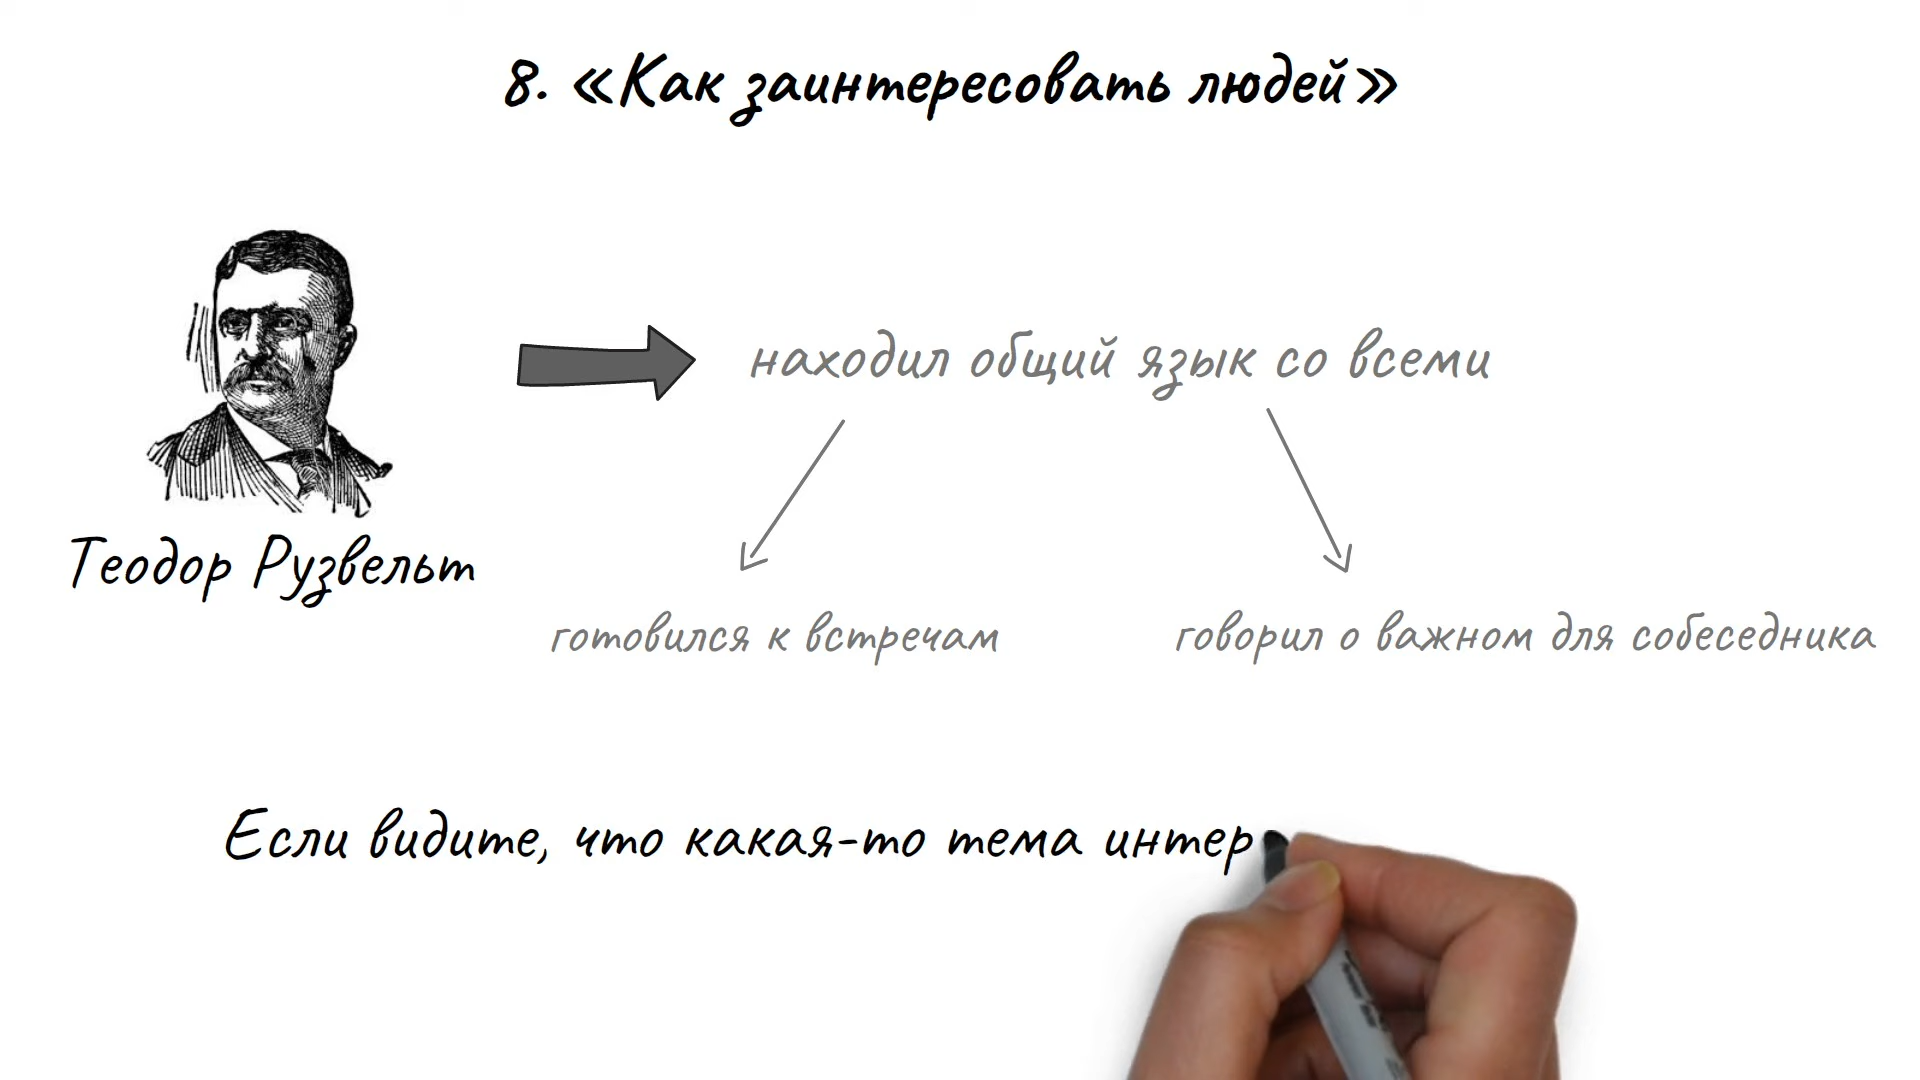 8. «Как заинтересовать людей»
находил общий язык со всеми
Теодор Рузвельт
готовился к встречам
говорил о важном для собеседника
Если видите, что какая-то тема интер